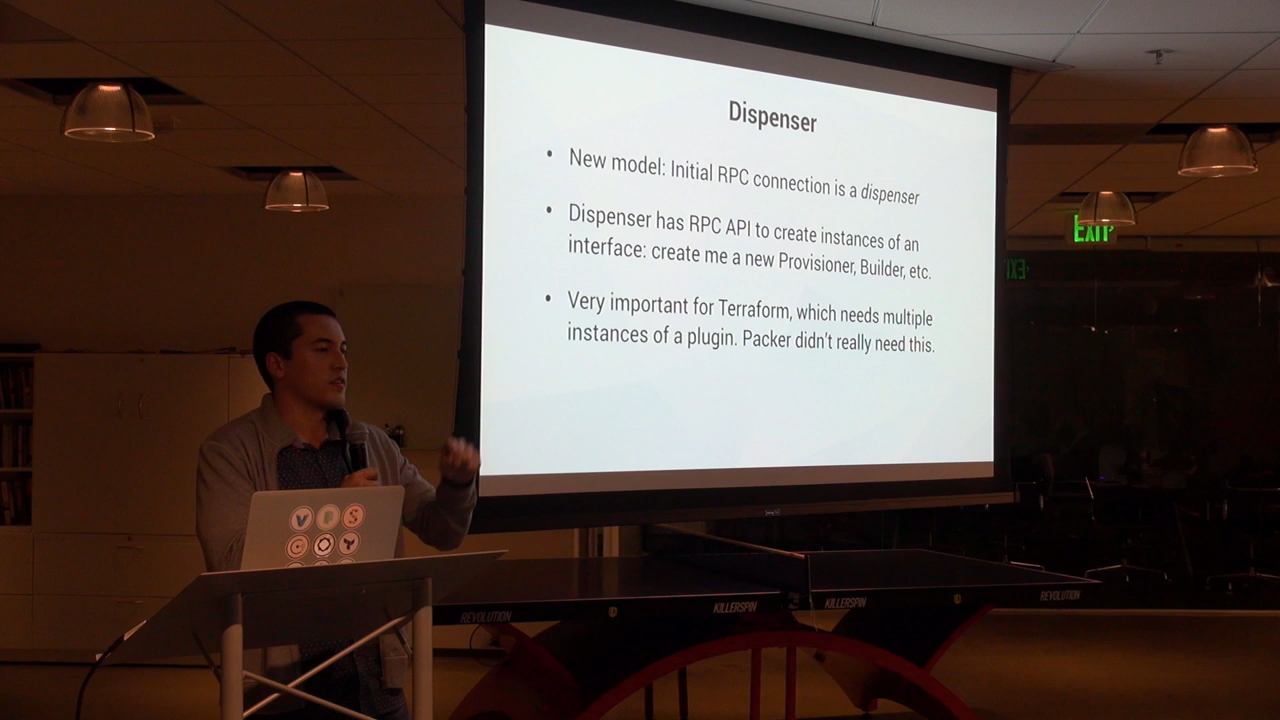 Dispenser
• New model: Initial RPC connection is a dispenser
• Dispenser has RPC API to create instances of an
interface: create me a new Provisioner, Builder, etc.
• Very important for Terraform, which needs multiple
instances of a plugin. Packer didn't really need this.
EXIT
EXIT
REVOLUTION
KILLERSPIN
KILLERSPIN
REVOLUTION